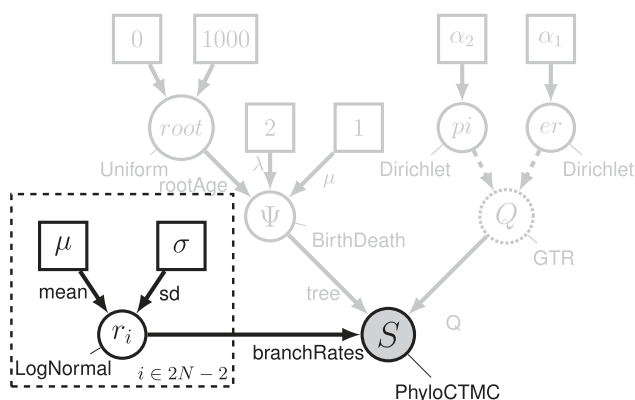 0
1000
α₂
α₁
root
2
1
pi
er
Uniform
rootAge
λ
μ
Dirichlet
Dirichlet
Ψ
Q
BirthDeath
GTR
μ
σ
mean
sd
tree
Q
rᵢ
S
branchRates
LogNormal
i ∈ 2N − 2
PhyloCTMC